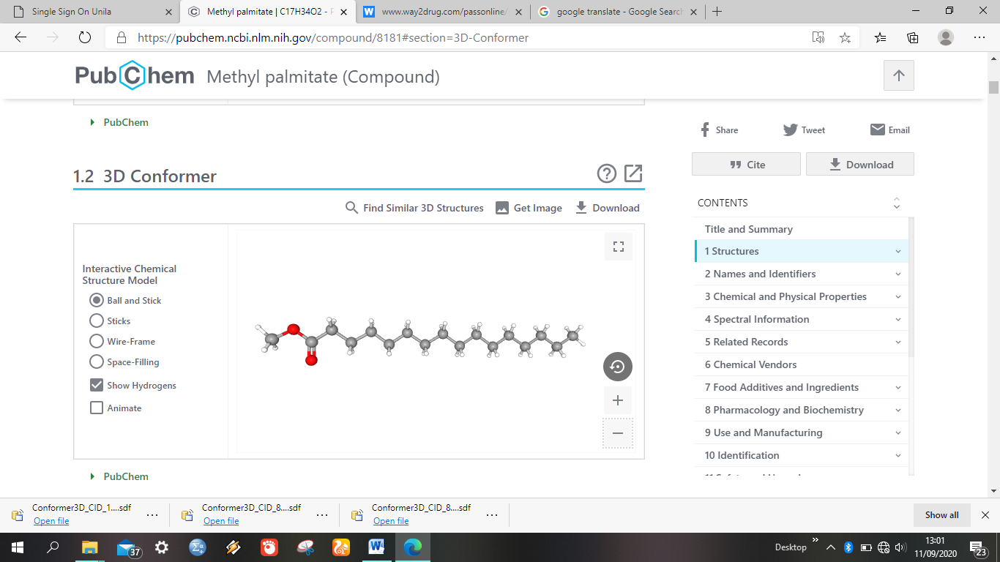 Single Sign On Unila
Methyl palmitate | C17H34O2 - P
www.way2drug.com/passonline/
google translate - Google Search
https://pubchem.ncbi.nlm.nih.gov/compound/8181#section=3D-Conformer
PubChem Methyl palmitate (Compound)
PubChem
Share
Tweet
Email
Cite
Download
1.2 3D Conformer
Find Similar 3D Structures
Get Image
Download
Interactive Chemical
Structure Model
Ball and Stick
Sticks
Wire-Frame
Space-Filling
Show Hydrogens
Animate
PubChem
CONTENTS
Title and Summary
1 Structures
2 Names and Identifiers
3 Chemical and Physical Properties
4 Spectral Information
5 Related Records
6 Chemical Vendors
7 Food Additives and Ingredients
8 Pharmacology and Biochemistry
9 Use and Manufacturing
10 Identification
Conformer3D_CID_1....sdf
Open file
Conformer3D_CID_8....sdf
Open file
Conformer3D_CID_8....sdf
Open file
Show all
37
Desktop
13:01
11/09/2020
23